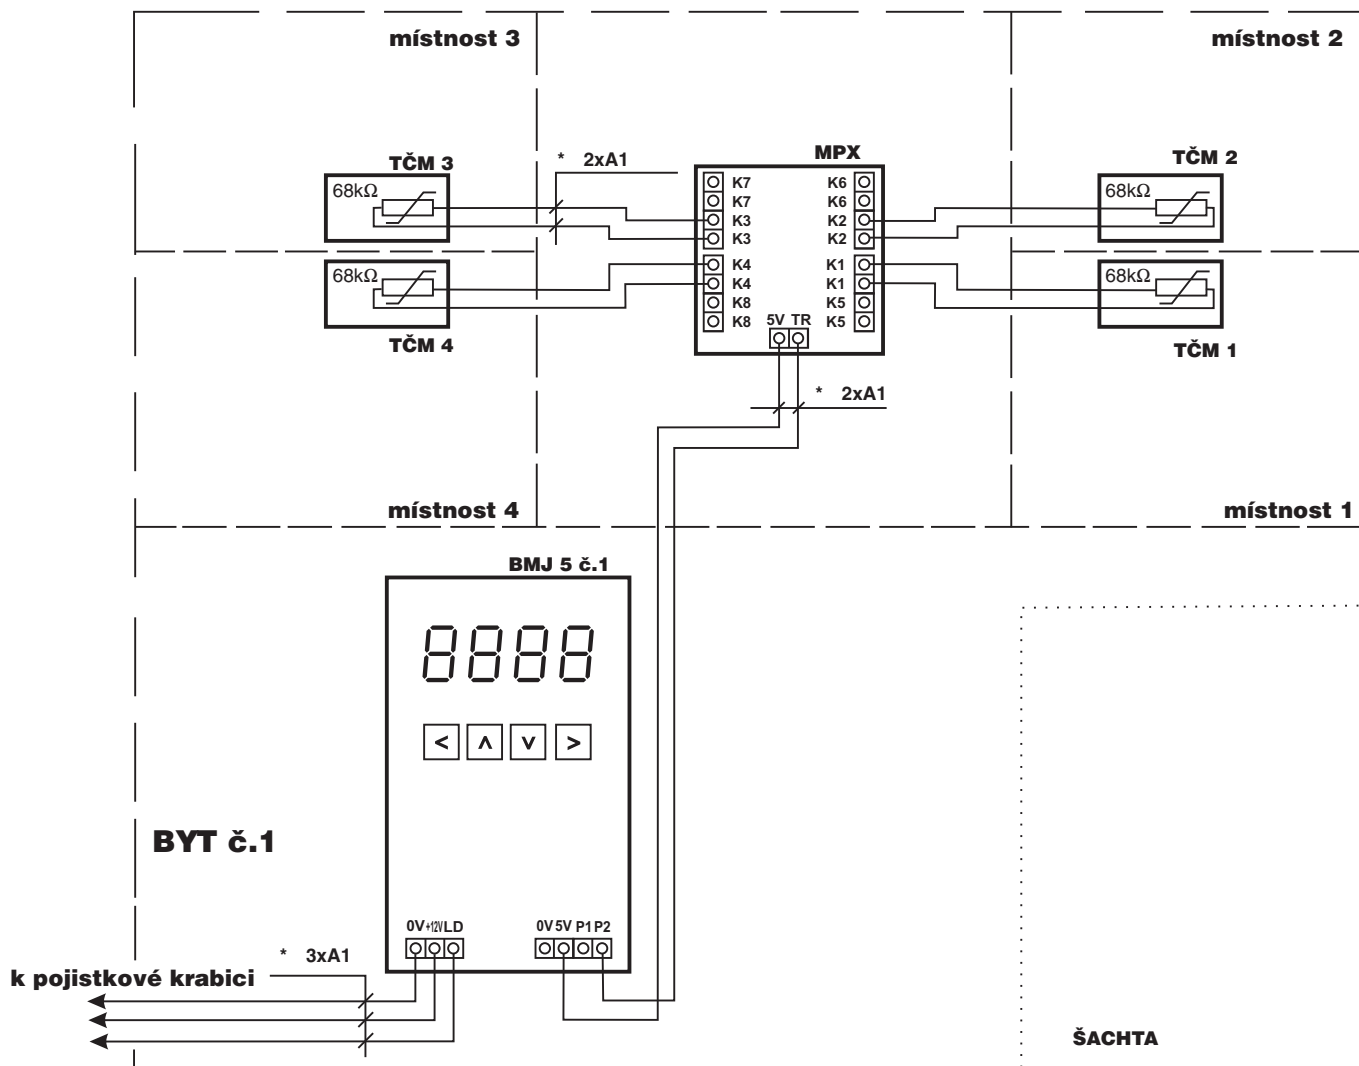 místnost 3
místnost 2
TČM 3
* 2xA1
MPX
TČM 2
68kΩ
K7
K7
K3
K3
K4
K4
K8
K8
K6
K6
K2
K2
K1
K1
K5
K5
5V TR
68kΩ
68kΩ
68kΩ
TČM 4
TČM 1
* 2xA1
místnost 4
místnost 1
BMJ 5 č.1
8888
< ʌ v >
BYT č.1
0V +12V LD
0V 5V P1 P2
* 3xA1
k pojistkové krabici
ŠACHTA